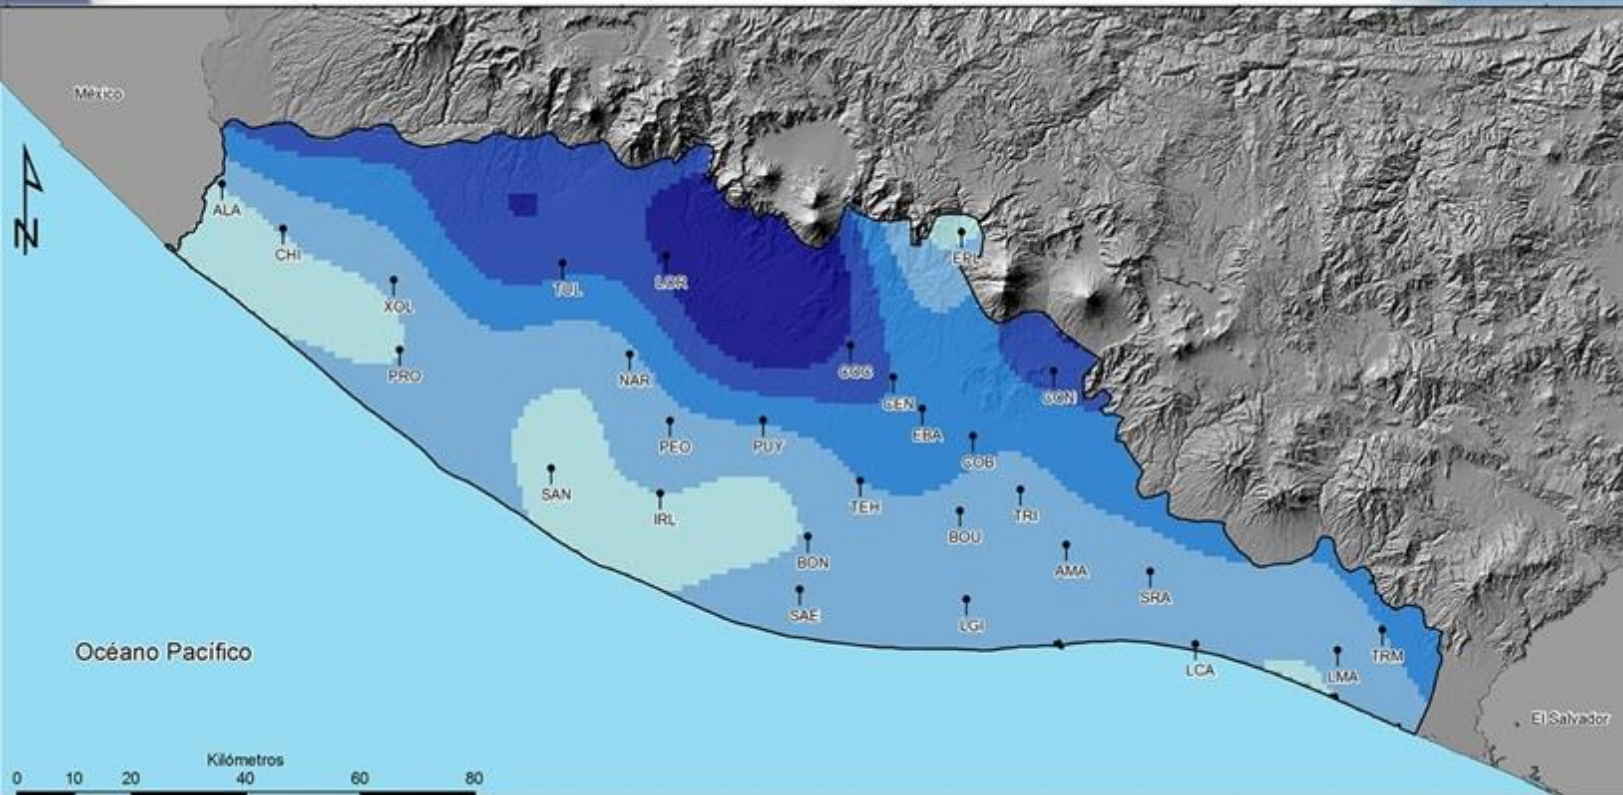 México
N
ALA
CHI
ERL
XOL
TUL
LOR
PRO
NAR
COC
CEN
CON
PEO
PUY
EBA
COB
SAN
IRL
TEH
TRI
BOU
BON
AMA
SRA
SAE
LGI
Océano Pacífico
LCA
LMA
TRM
El Salvador
Kilómetros
0 10 20 40 60 80